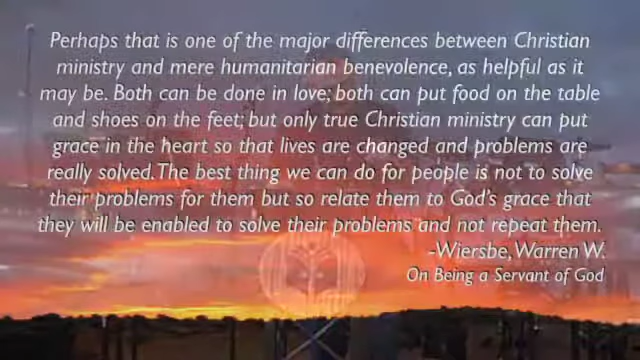 Perhaps that is one of the major differences between Christian
ministry and mere humanitarian benevolence, as helpful as it
may be. Both can be done in love; both can put food on the table
and shoes on the feet; but only true Christian ministry can put
grace in the heart so that lives are changed and problems are
really solved. The best thing we can do for people is not to solve
their problems for them but so relate them to God's grace that
they will be enabled to solve their problems and not repeat them.
-Wiersbe, Warren W.
On Being a Servant of God